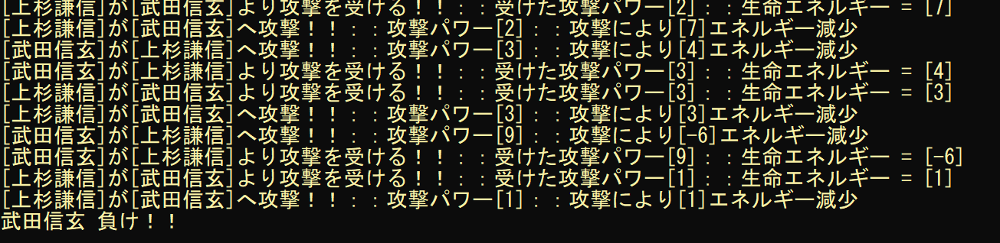 [上杉謙信]が[武田信玄]より攻撃を受ける！！：：受けた攻撃パワー[2]：：生命エネルギー = [7]
[上杉謙信]が[武田信玄]へ攻撃！！：：攻撃パワー[2]：：攻撃により[7]エネルギー減少
[武田信玄]が[上杉謙信]へ攻撃！！：：攻撃パワー[3]：：攻撃により[4]エネルギー減少
[武田信玄]が[上杉謙信]より攻撃を受ける！！：：受けた攻撃パワー[3]：：生命エネルギー = [4]
[上杉謙信]が[武田信玄]より攻撃を受ける！！：：受けた攻撃パワー[3]：：生命エネルギー = [3]
[上杉謙信]が[武田信玄]へ攻撃！！：：攻撃パワー[3]：：攻撃により[3]エネルギー減少
[武田信玄]が[上杉謙信]へ攻撃！！：：攻撃パワー[9]：：攻撃により[-6]エネルギー減少
[武田信玄]が[上杉謙信]より攻撃を受ける！！：：受けた攻撃パワー[9]：：生命エネルギー = [-6]
[上杉謙信]が[武田信玄]より攻撃を受ける！！：：受けた攻撃パワー[1]：：生命エネルギー = [1]
[上杉謙信]が[武田信玄]へ攻撃！！：：攻撃パワー[1]：：攻撃により[1]エネルギー減少
武田信玄 負け！！